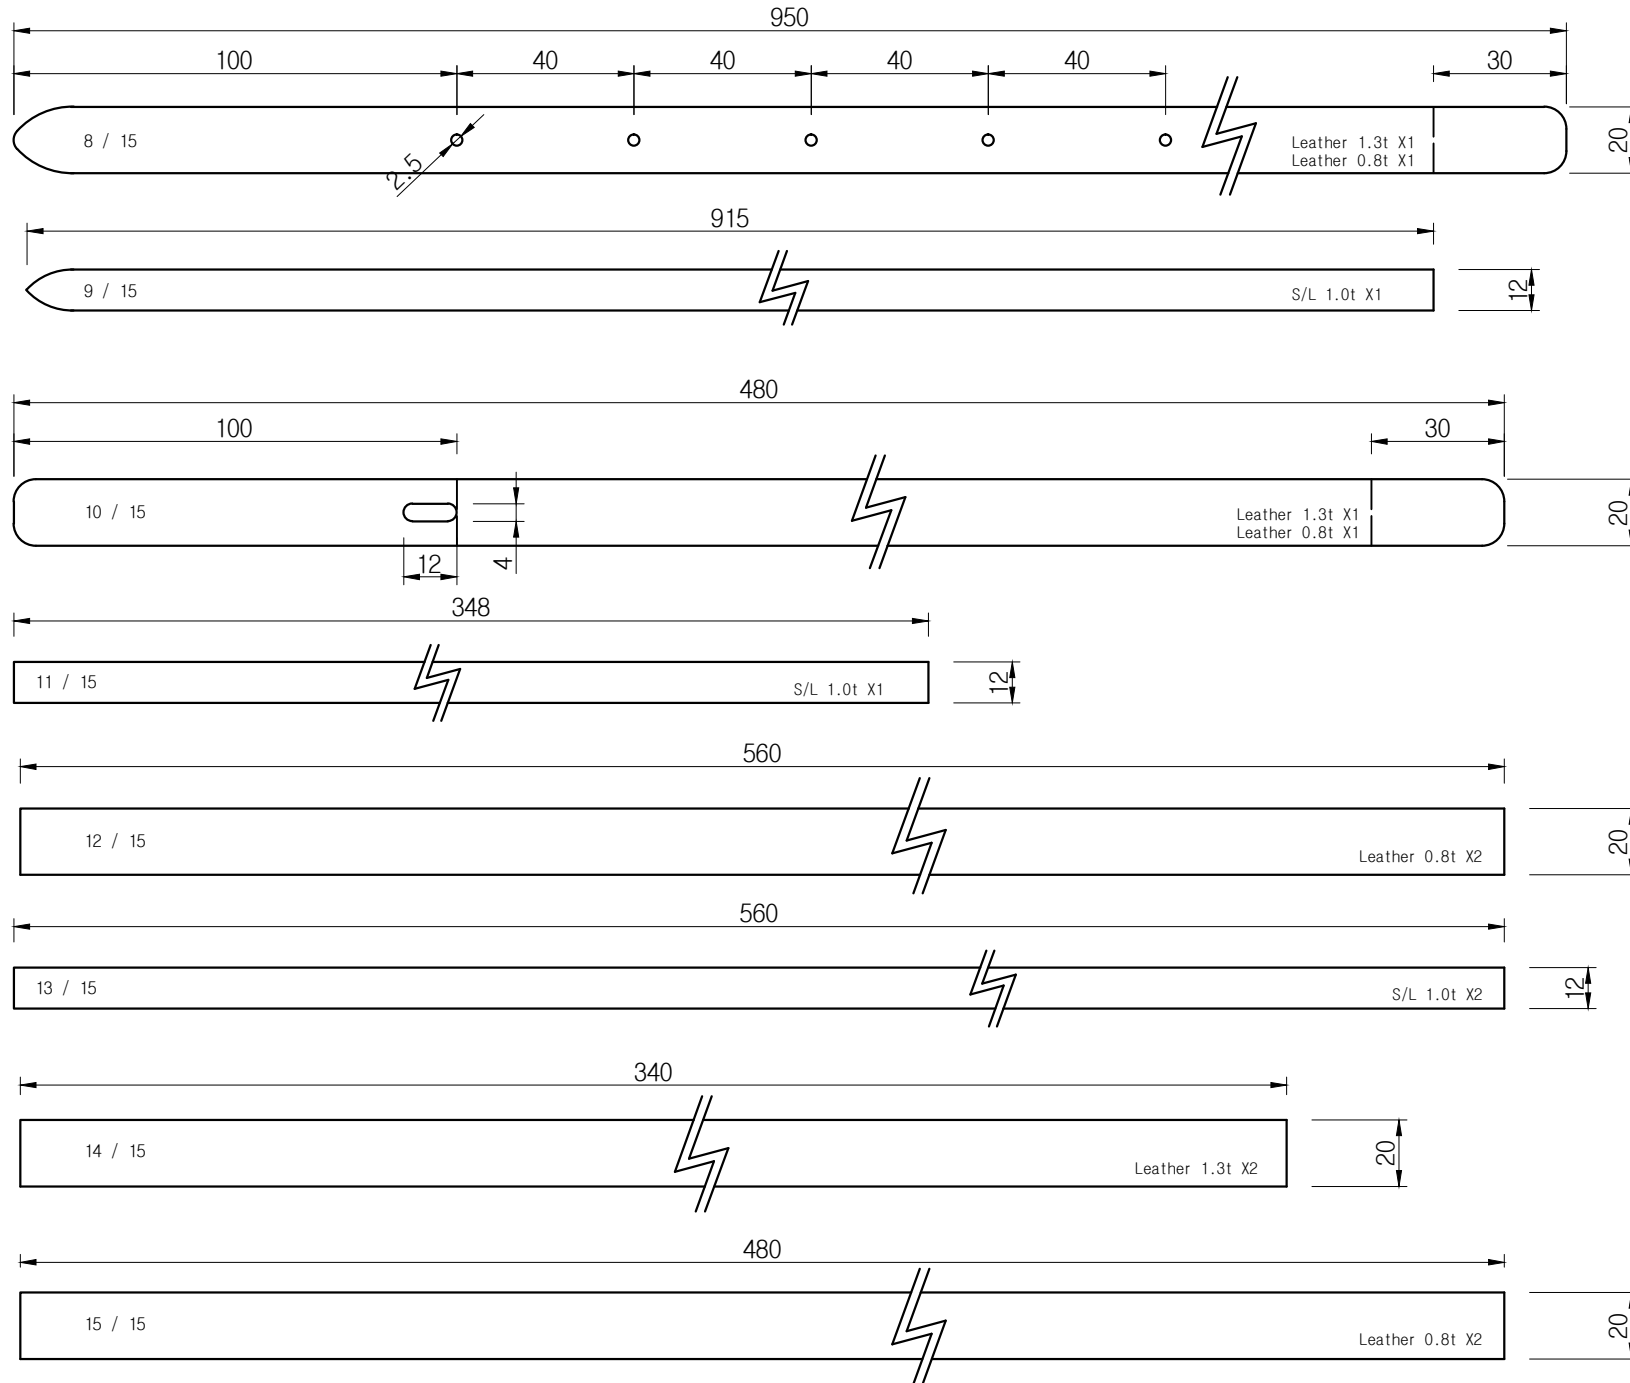 950
100 40 40 40 40 30
8 / 15
2.5
Leather 1.3t X1
Leather 0.8t X1
20
915
9 / 15
S/L 1.0t X1
12
480
100 30
10 / 15
12
4
Leather 1.3t X1
Leather 0.8t X1
20
348
11 / 15
S/L 1.0t X1
12
560
12 / 15
Leather 0.8t X2
20
560
13 / 15
S/L 1.0t X2
12
340
14 / 15
Leather 1.3t X2
20
480
15 / 15
Leather 0.8t X2
20